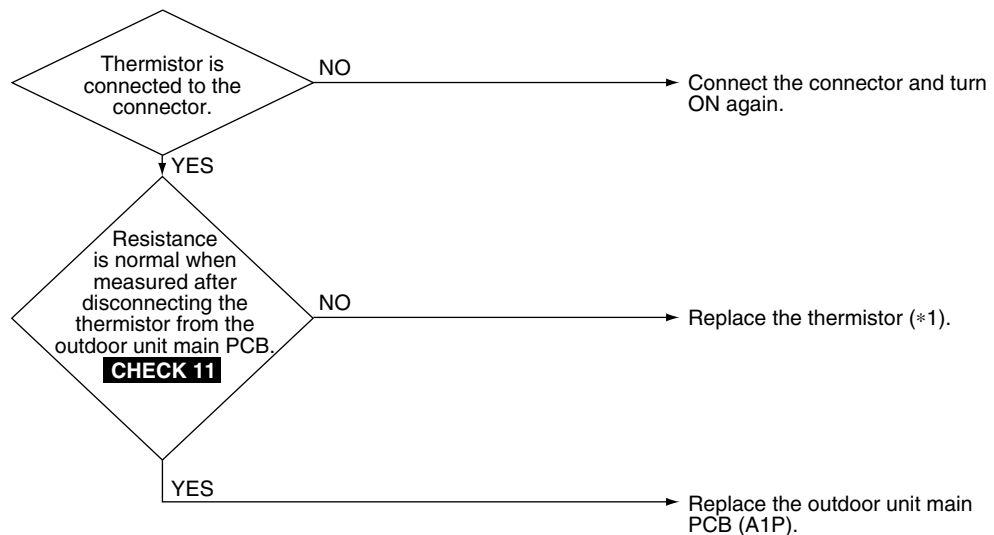 Thermistor is
connected to the
connector.
NO
Connect the connector and turn
ON again.
YES
Resistance
is normal when
measured after
disconnecting the
thermistor from the
outdoor unit main PCB.
CHECK 11
NO
Replace the thermistor (*1).
YES
Replace the outdoor unit main
PCB (A1P).